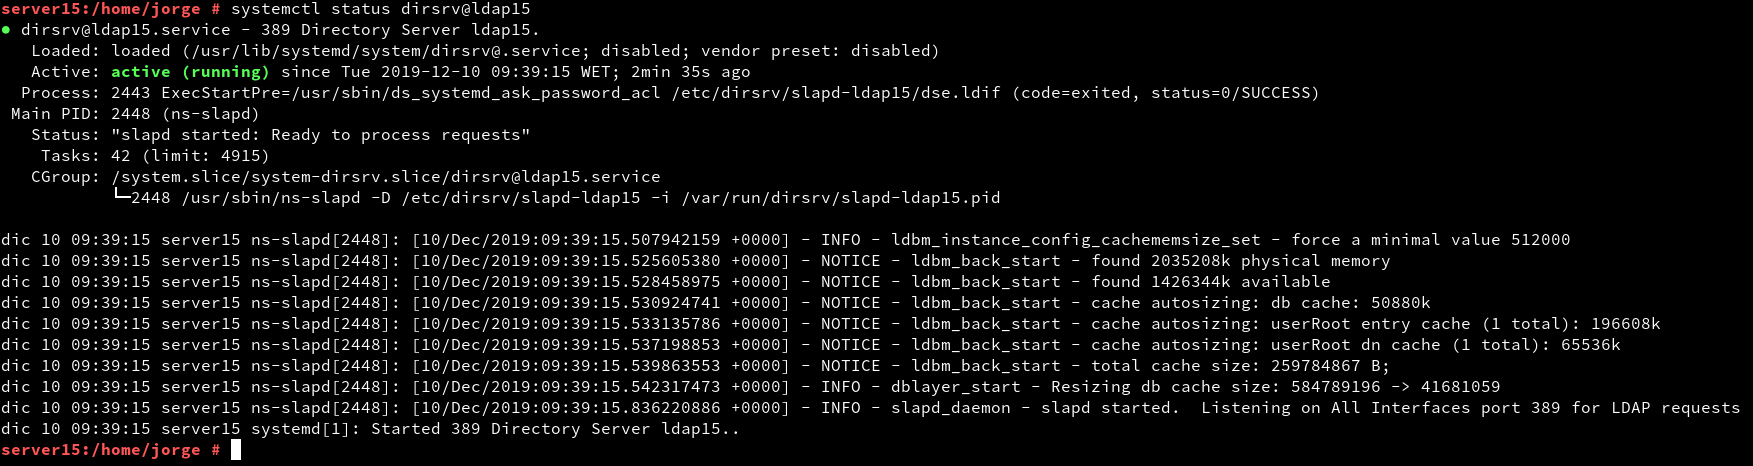 server15:/home/jorge # systemctl status dirsrv@ldap15
● dirsrv@ldap15.service - 389 Directory Server ldap15.
   Loaded: loaded (/usr/lib/systemd/system/dirsrv@.service; disabled; vendor preset: disabled)
   Active: active (running) since Tue 2019-12-10 09:39:15 WET; 2min 35s ago
  Process: 2443 ExecStartPre=/usr/sbin/ds_systemd_ask_password_acl /etc/dirsrv/slapd-ldap15/dse.ldif (code=exited, status=0/SUCCESS)
 Main PID: 2448 (ns-slapd)
   Status: "slapd started: Ready to process requests"
    Tasks: 42 (limit: 4915)
   CGroup: /system.slice/system-dirsrv.slice/dirsrv@ldap15.service
           └─2448 /usr/sbin/ns-slapd -D /etc/dirsrv/slapd-ldap15 -i /var/run/dirsrv/slapd-ldap15.pid

dic 10 09:39:15 server15 ns-slapd[2448]: [10/Dec/2019:09:39:15.507942159 +0000] - INFO - ldbm_instance_config_cachememsize_set - force a minimal value 512000
dic 10 09:39:15 server15 ns-slapd[2448]: [10/Dec/2019:09:39:15.525605380 +0000] - NOTICE - ldbm_back_start - found 2035208k physical memory
dic 10 09:39:15 server15 ns-slapd[2448]: [10/Dec/2019:09:39:15.528458975 +0000] - NOTICE - ldbm_back_start - found 1426344k available
dic 10 09:39:15 server15 ns-slapd[2448]: [10/Dec/2019:09:39:15.530924741 +0000] - NOTICE - ldbm_back_start - cache autosizing: db cache: 50880k
dic 10 09:39:15 server15 ns-slapd[2448]: [10/Dec/2019:09:39:15.533135786 +0000] - NOTICE - ldbm_back_start - cache autosizing: userRoot entry cache (1 total): 196608k
dic 10 09:39:15 server15 ns-slapd[2448]: [10/Dec/2019:09:39:15.537198853 +0000] - NOTICE - ldbm_back_start - cache autosizing: userRoot dn cache (1 total): 65536k
dic 10 09:39:15 server15 ns-slapd[2448]: [10/Dec/2019:09:39:15.539863553 +0000] - NOTICE - ldbm_back_start - total cache size: 259784867 B;
dic 10 09:39:15 server15 ns-slapd[2448]: [10/Dec/2019:09:39:15.542317473 +0000] - INFO - dblayer_start - Resizing db cache size: 584789196 -> 41681059
dic 10 09:39:15 server15 ns-slapd[2448]: [10/Dec/2019:09:39:15.836220886 +0000] - INFO - slapd_daemon - slapd started.  Listening on All Interfaces port 389 for LDAP requests
dic 10 09:39:15 server15 systemd[1]: Started 389 Directory Server ldap15..
server15:/home/jorge #